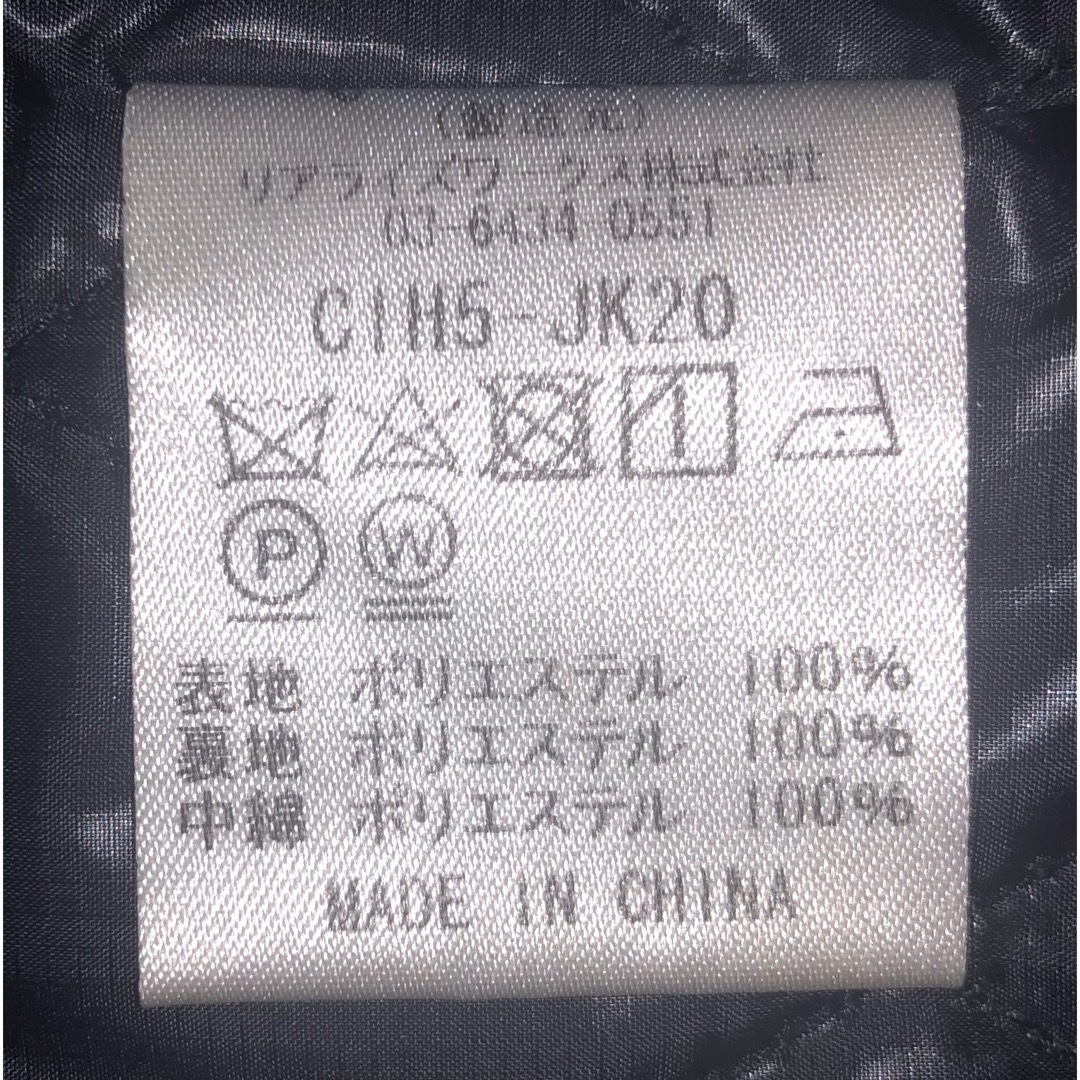 (製造元)
リアライズワークス株式会社
03-6434 0551
CIH5-JK20
P W
表地 ポリエステル 100%
裏地 ポリエステル 100%
中綿 ポリエステル 100%
MADE IN CHINA